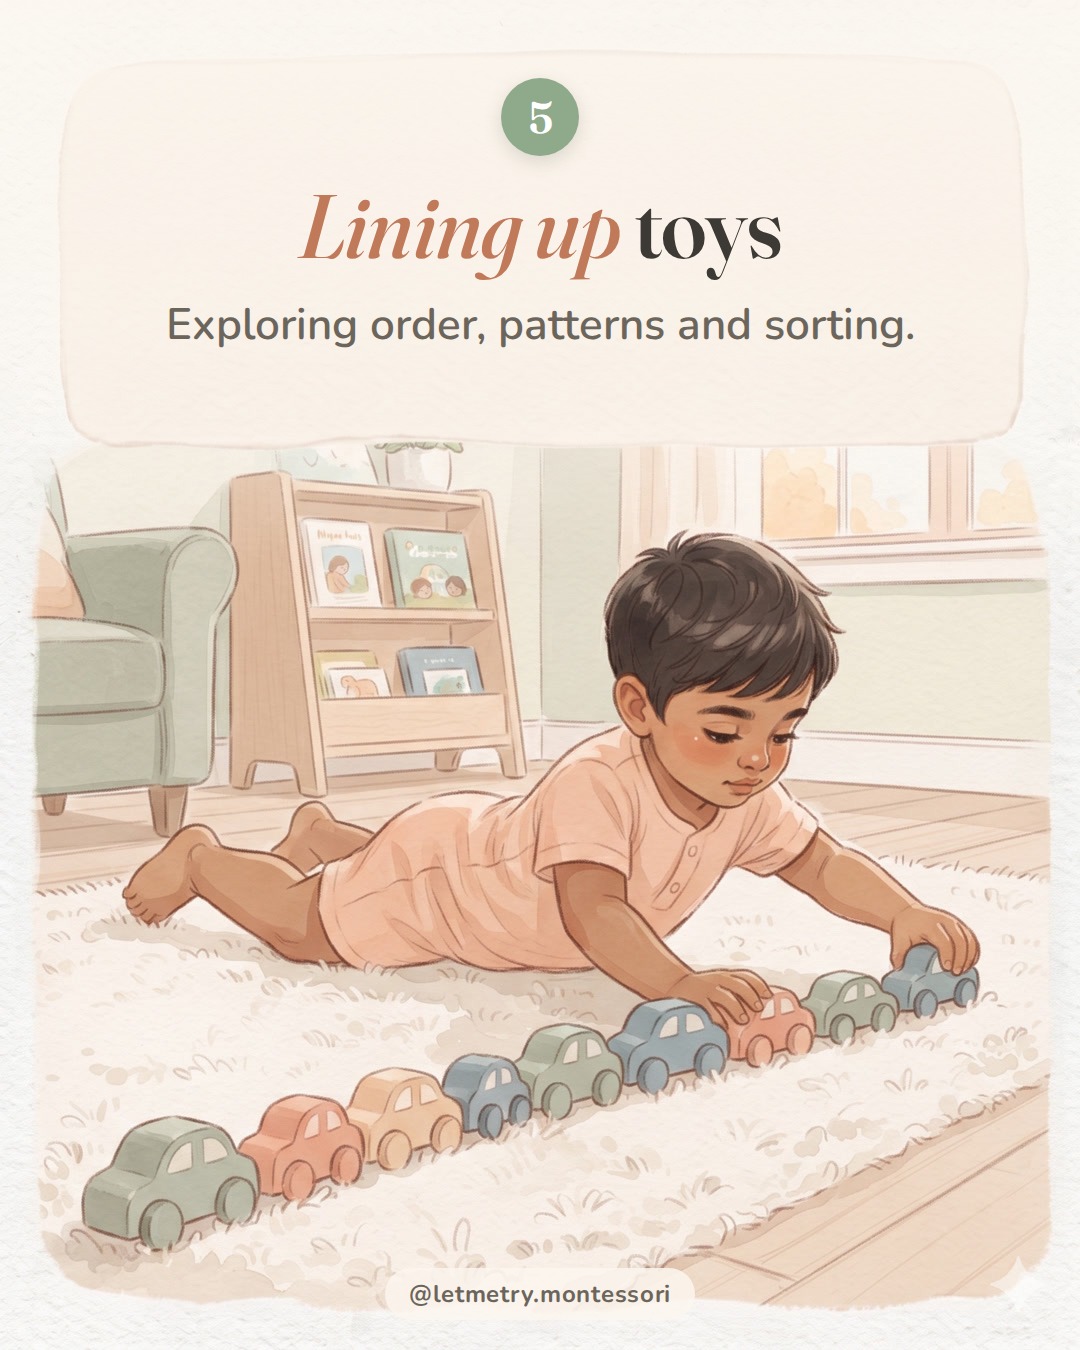 5
Lining up toys
Exploring order, patterns and sorting.
@letmetry.montessori